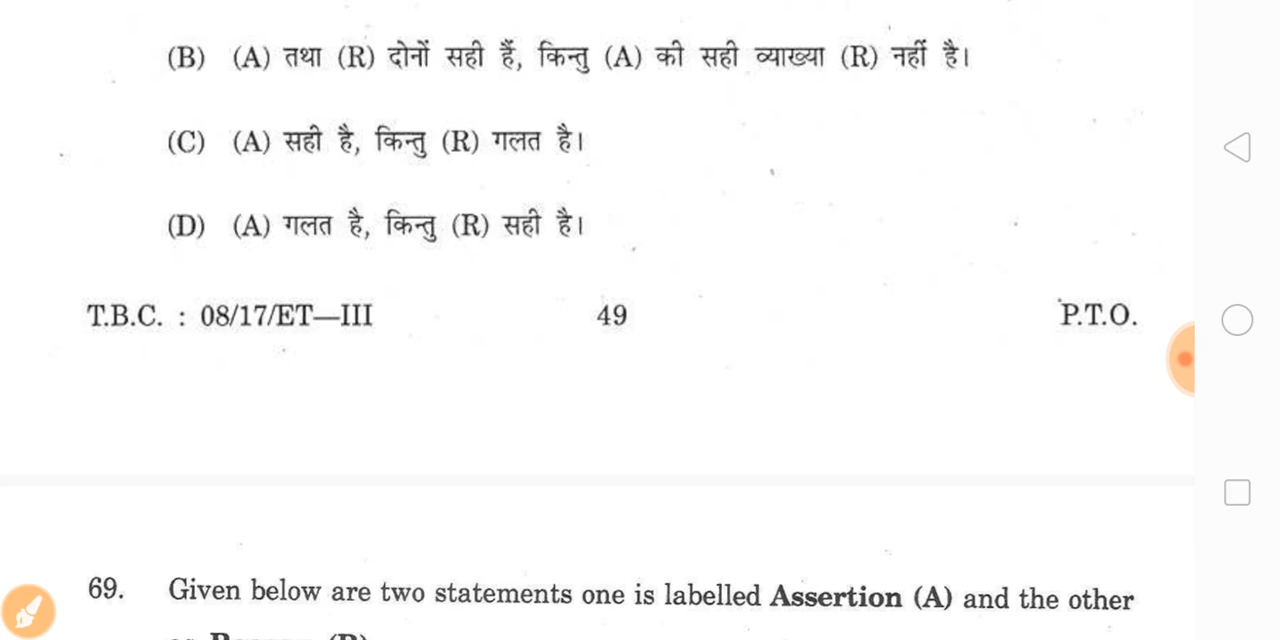 (B) (A) तथा (R) दोनों सही हैं, किन्तु (A) की सही व्याख्या (R) नहीं है।
(C) (A) सही है, किन्तु (R) गलत है।
(D) (A) गलत है, किन्तु (R) सही है।
T.B.C. : 08/17/ET—III 49 P.T.O.
69. Given below are two statements one is labelled Assertion (A) and the other